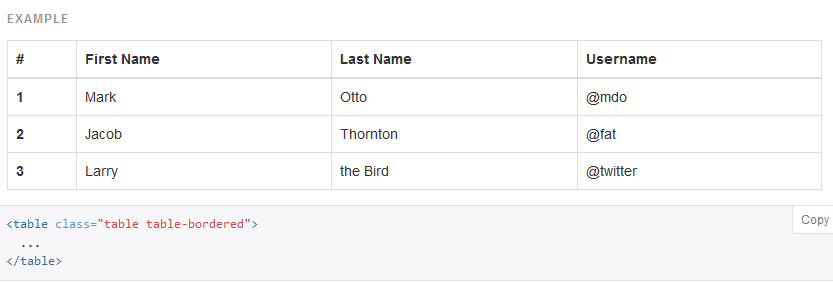 EXAMPLE
# First Name Last Name Username
1 Mark Otto @mdo
2 Jacob Thornton @fat
3 Larry the Bird @twitter
<table class="table table-bordered">
Copy
...
</table>